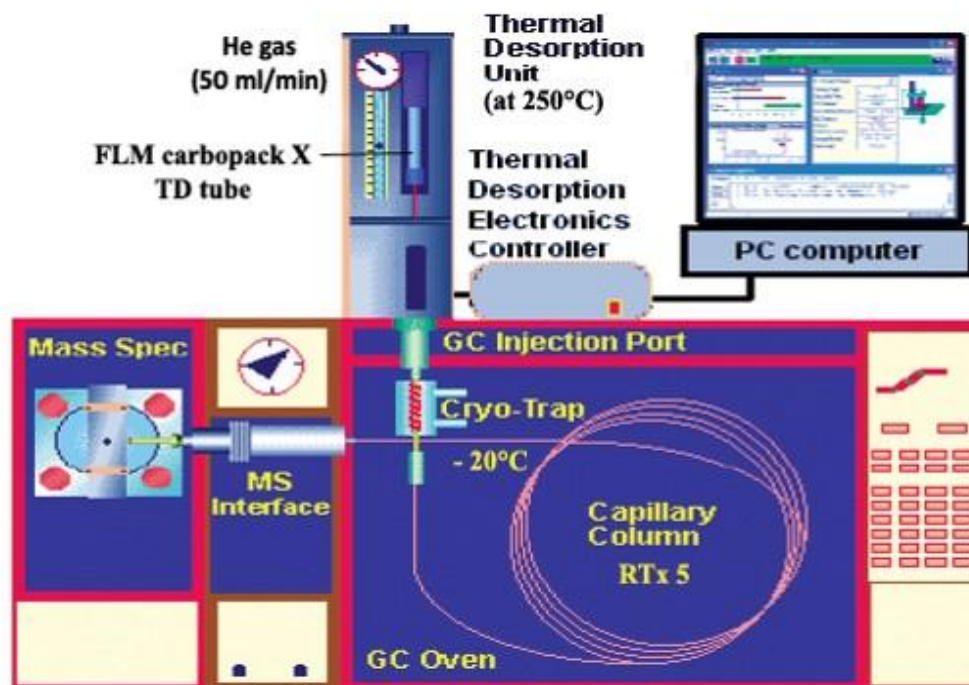 He gas
(50 ml/min)
Thermal
Desorption
Unit
(at 250°C)
FLM carbopack X
TD tube
Thermal
Desorption
Electronics
Controller
PC computer
Mass Spec
GC Injection Port
Cryo-Trap
- 20°C
MS
Interface
Capillary
Column
RTx 5
GC Oven